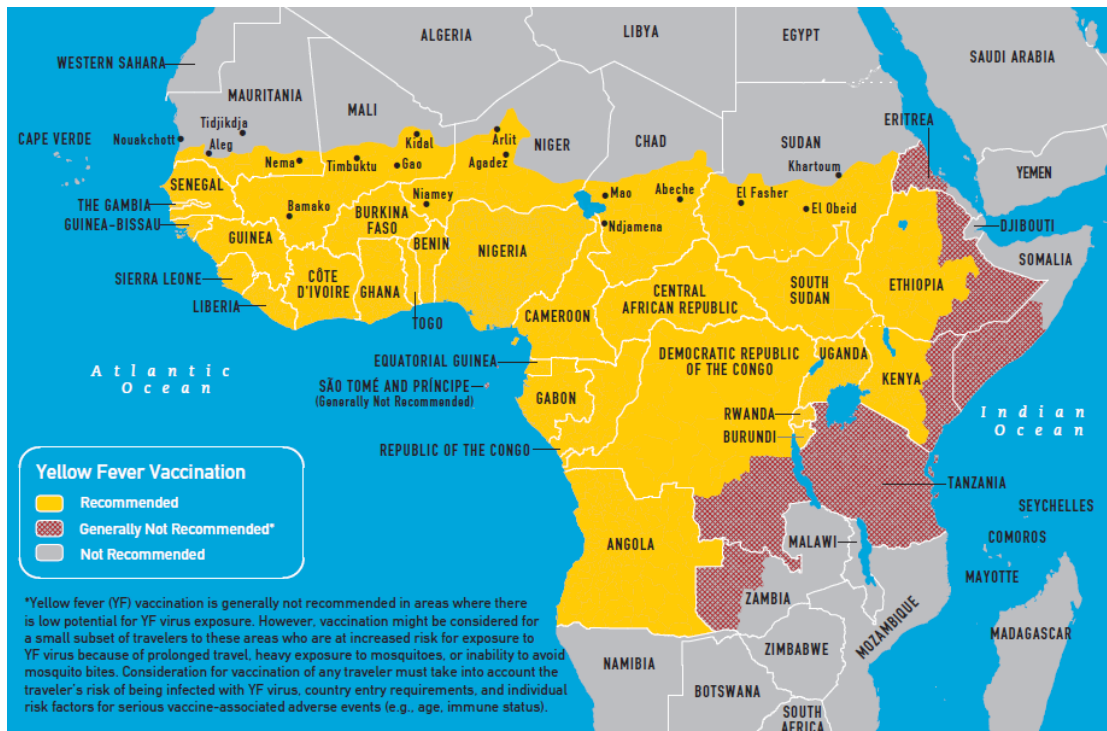 ALGERIA
LIBYA
EGYPT
SAUDI ARABIA
WESTERN SAHARA
MAURITANIA
MALI
NIGER
CHAD
SUDAN
ERITREA
YEMEN
CAPE VERDE
Nouakchott
Tidjikdja
Aleg
Nema
Timbuktu
Kidal
Gao
Arlit
Agadez
Khartoum
SENEGAL
THE GAMBIA
GUINEA-BISSAU
Bamako
Niamey
BURKINA
FASO
Mao
Abeche
El Fasher
El Obeid
Ndjamena
DJIBOUTI
SOMALIA
GUINEA
BENIN
NIGERIA
SIERRA LEONE
LIBERIA
CÔTE
D'IVOIRE
GHANA
TOGO
CAMEROON
CENTRAL
AFRICAN REPUBLIC
SOUTH
SUDAN
ETHIOPIA
Atlantic
Ocean
EQUATORIAL GUINEA
SÃO TOMÉ AND PRÍNCIPE
(Generally Not Recommended)
GABON
DEMOCRATIC REPUBLIC
OF THE CONGO
UGANDA
KENYA
RWANDA
BURUNDI
Indian
Ocean
REPUBLIC OF THE CONGO
TANZANIA
SEYCHELLES
COMOROS
MAYOTTE
MADAGASCAR
ANGOLA
MALAWI
ZAMBIA
MOZAMBIQUE
ZIMBABWE
NAMIBIA
BOTSWANA
SOUTH
AFRICA
Yellow Fever Vaccination
Recommended
Generally Not Recommended*
Not Recommended
*Yellow fever (YF) vaccination is generally not recommended in areas where there
is low potential for YF virus exposure. However, vaccination might be considered for
a small subset of travelers to these areas who are at increased risk for exposure to
YF virus because of prolonged travel, heavy exposure to mosquitoes, or inability to avoid
mosquito bites. Consideration for vaccination of any traveler must take into account the
traveler's risk of being infected with YF virus, country entry requirements, and individual
risk factors for serious vaccine-associated adverse events (e.g., age, immune status).